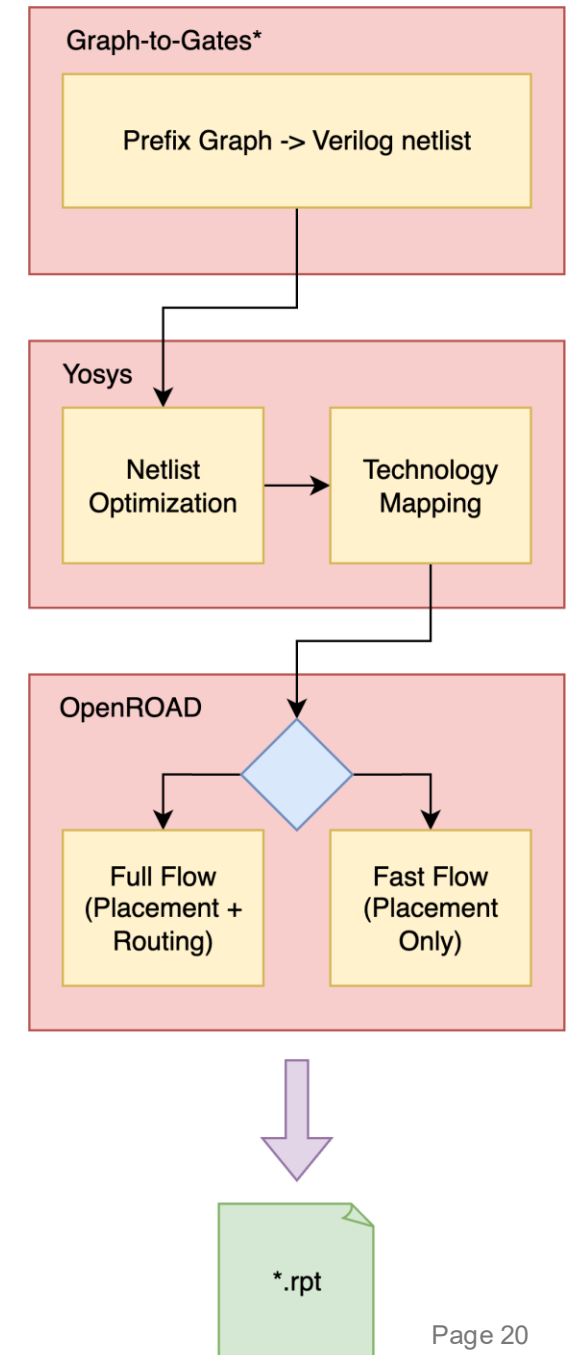 Graph-to-Gates*
Prefix Graph -> Verilog netlist
Yosys
Netlist
Optimization
Technology
Mapping
OpenROAD
Full Flow
(Placement +
Routing)
Fast Flow
(Placement
Only)
*.rpt
Page 20